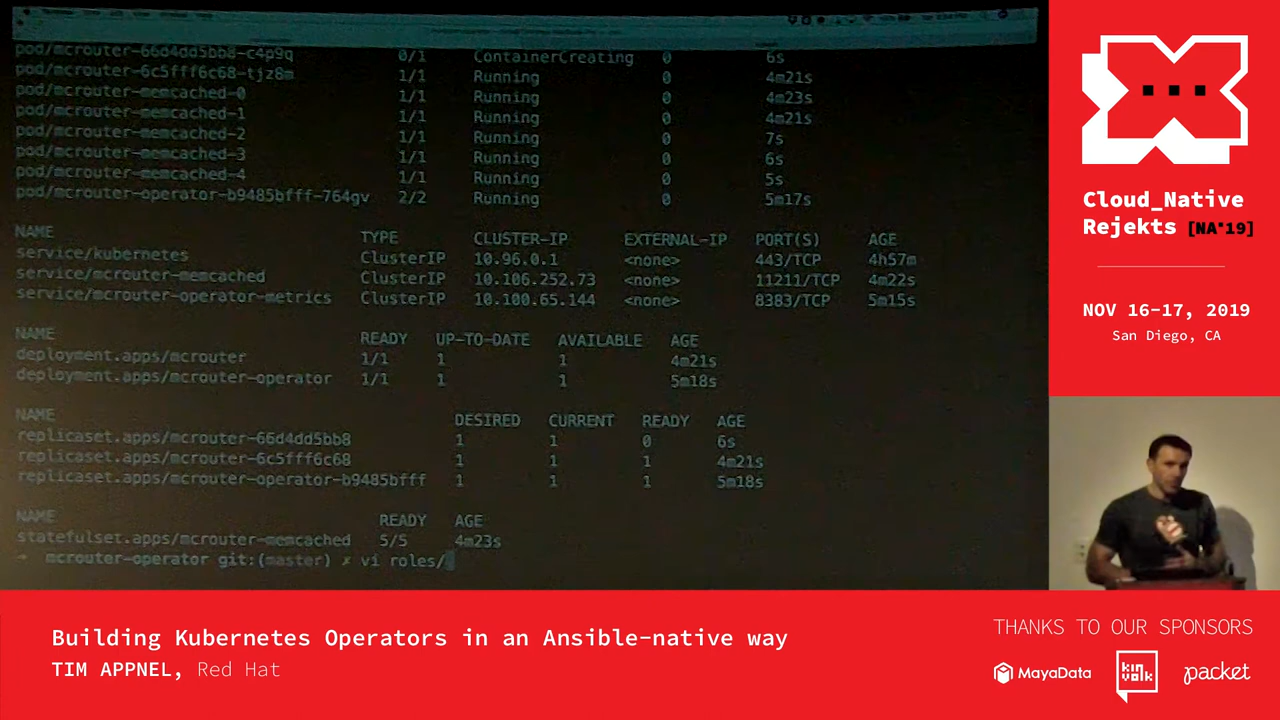 pod/mcrouter-66d4dd5bb8-c4p9q 0/1 ContainerCreating 0 6s
pod/mcrouter-6c5fff6c68-tjz8m 1/1 Running 0 4m21s
pod/mcrouter-memcached-0 1/1 Running 0 4m23s
pod/mcrouter-memcached-1 1/1 Running 0 4m21s
pod/mcrouter-memcached-2 1/1 Running 0 7s
pod/mcrouter-memcached-3 1/1 Running 0 6s
pod/mcrouter-memcached-4 1/1 Running 0 5s
pod/mcrouter-operator-b9485bfff-764gv 2/2 Running 0 5m17s
NAME TYPE CLUSTER-IP EXTERNAL-IP PORT(S) AGE
service/kubernetes ClusterIP 10.96.0.1 <none> 443/TCP 4h57m
service/mcrouter-memcached ClusterIP 10.106.252.73 <none> 11211/TCP 4m22s
service/mcrouter-operator-metrics ClusterIP 10.100.65.144 <none> 8383/TCP 5m15s
NAME READY UP-TO-DATE AVAILABLE AGE
deployment.apps/mcrouter 1/1 1 1 4m21s
deployment.apps/mcrouter-operator 1/1 1 1 5m18s
NAME DESIRED CURRENT READY AGE
replicaset.apps/mcrouter-66d4dd5bb8 1 1 0 6s
replicaset.apps/mcrouter-6c5fff6c68 1 1 1 4m21s
replicaset.apps/mcrouter-operator-b9485bfff 1 1 1 5m18s
NAME READY AGE
statefulset.apps/mcrouter-memcached 5/5 4m23s
→ mcrouter-operator git:(master) ✗ vi roles/
Cloud_Native
Rejekts [NA'19]
NOV 16-17, 2019
San Diego, CA
Building Kubernetes Operators in an Ansible-native way
TIM APPNEL, Red Hat
THANKS TO OUR SPONSORS
MayaData
kinvolk
packet